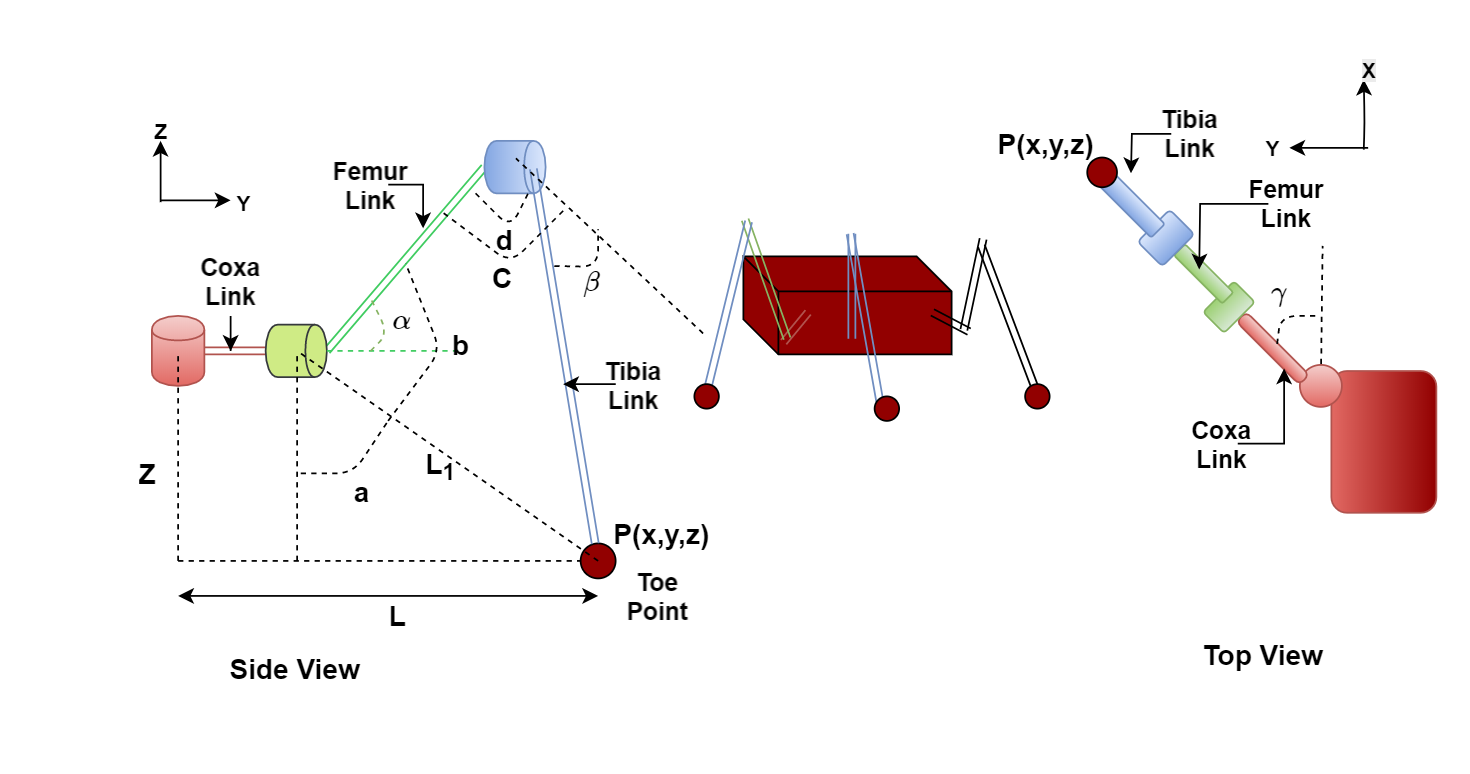 Z
Y
Femur
Link
Coxa
Link
α
d
C
β
b
Tibia
Link
Z
L1
a
P(x,y,z)
Toe
Point
L
Side View
X
Y
P(x,y,z)
Tibia
Link
Femur
Link
γ
Coxa
Link
Top View